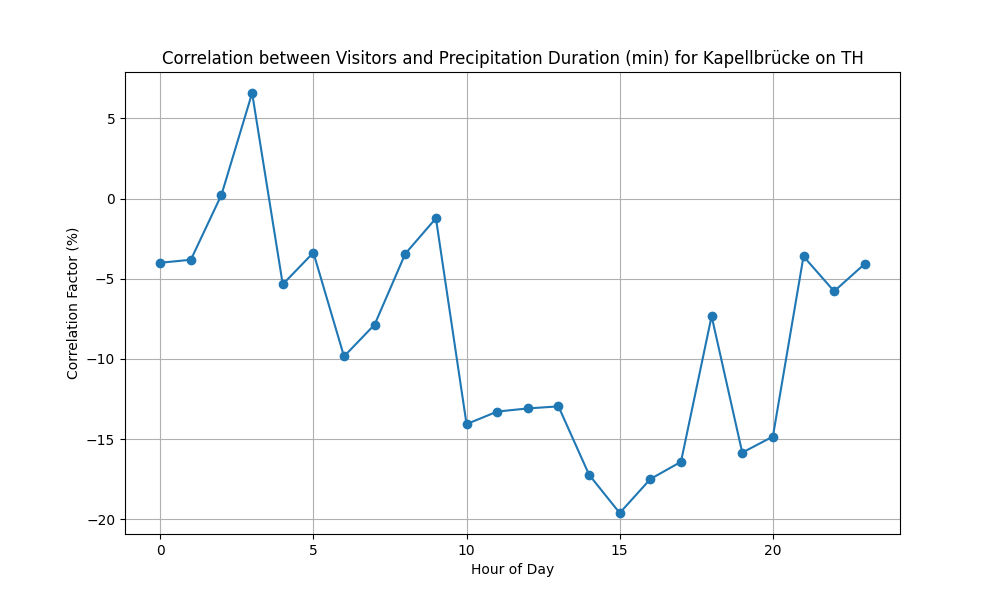 Correlation between Visitors and Precipitation Duration (min) for Kapellbrücke on TH
Correlation Factor (%)
5
0
−5
−10
−15
−20
0 5 10 15 20
Hour of Day